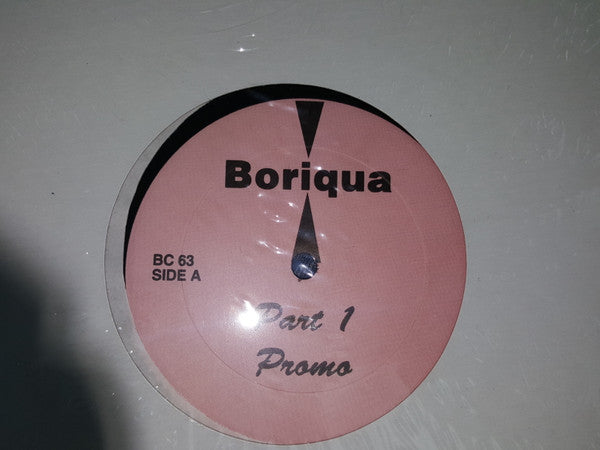 Boriqua
BC 63
SIDE A
Part 1
Promo